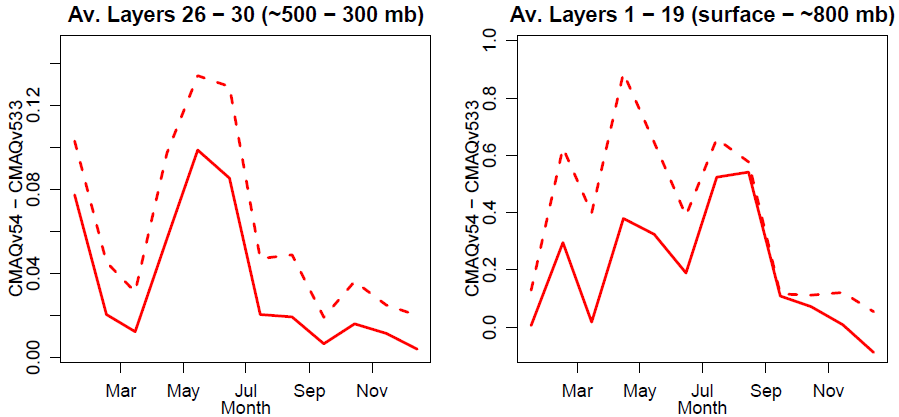 Av. Layers 26 − 30 (~500 − 300 mb)
CMAQv54 − CMAQv533
0.12
0.08
0.04
0.00
Mar May Jul Sep Nov
Month
Av. Layers 1 − 19 (surface − ~800 mb)
CMAQv54 − CMAQv533
1.0
0.8
0.6
0.4
0.2
0.0
Mar May Jul Sep Nov
Month